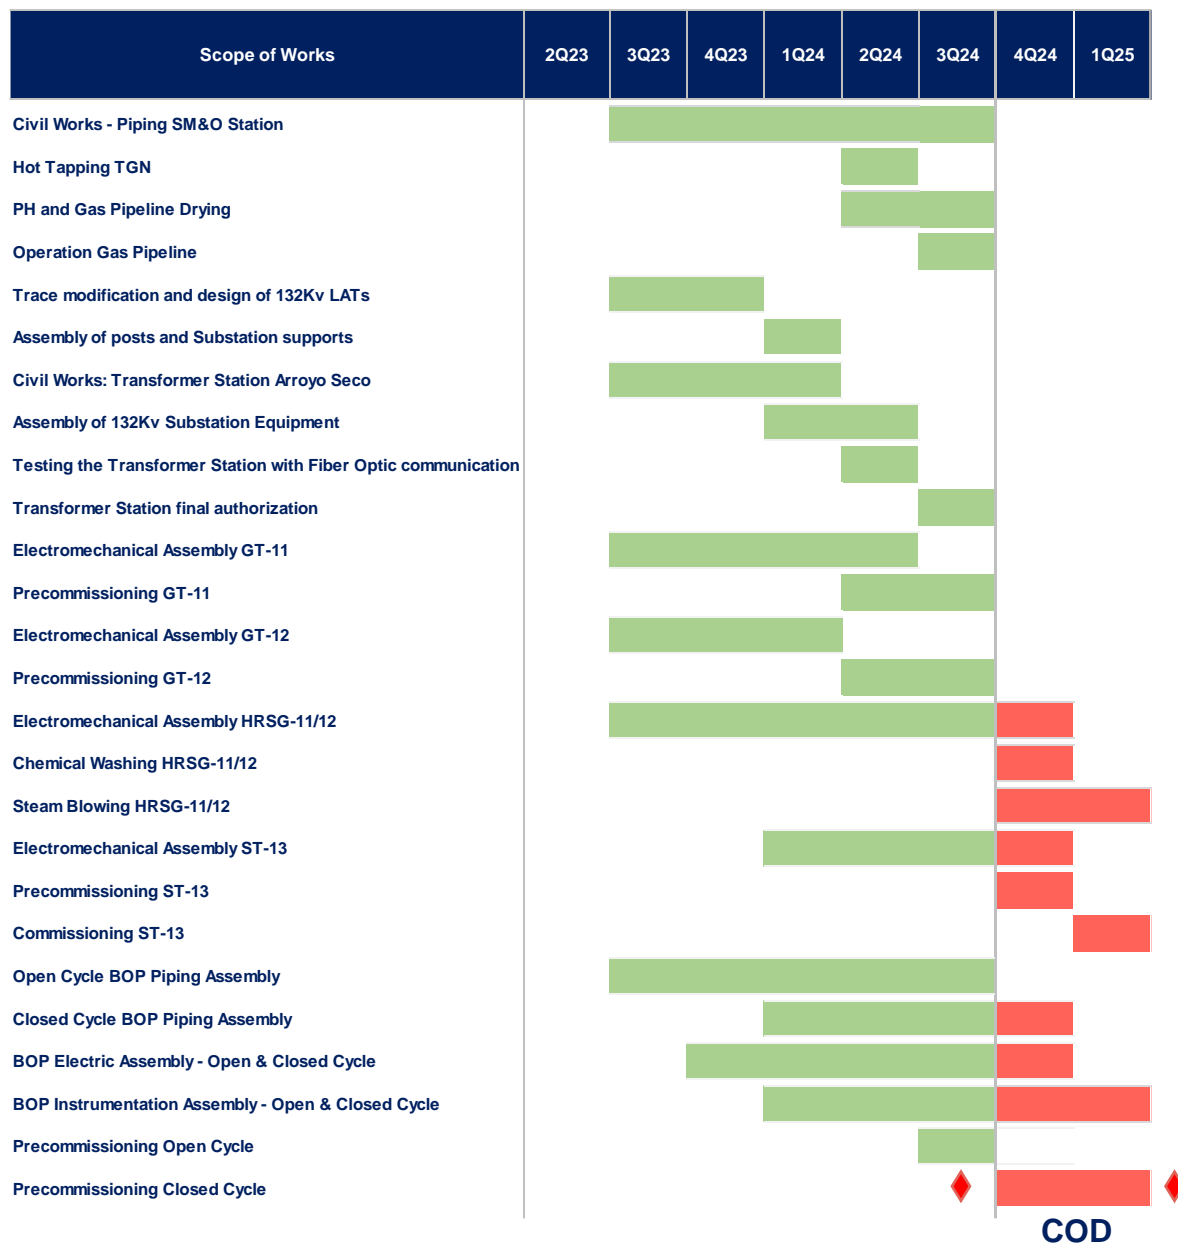 Scope of Works 2Q23 3Q23 4Q23 1Q24 2Q24 3Q24 4Q24 1Q25
Civil Works - Piping SM&O Station
Hot Tapping TGN
PH and Gas Pipeline Drying
Operation Gas Pipeline
Trace modification and design of 132Kv LATs
Assembly of posts and Substation supports
Civil Works: Transformer Station Arroyo Seco
Assembly of 132Kv Substation Equipment
Testing the Transformer Station with Fiber Optic communication
Transformer Station final authorization
Electromechanical Assembly GT-11
Precommissioning GT-11
Electromechanical Assembly GT-12
Precommissioning GT-12
Electromechanical Assembly HRSG-11/12
Chemical Washing HRSG-11/12
Steam Blowing HRSG-11/12
Electromechanical Assembly ST-13
Precommissioning ST-13
Commissioning ST-13
Open Cycle BOP Piping Assembly
Closed Cycle BOP Piping Assembly
BOP Electric Assembly - Open & Closed Cycle
BOP Instrumentation Assembly - Open & Closed Cycle
Precommissioning Open Cycle
Precommissioning Closed Cycle
COD